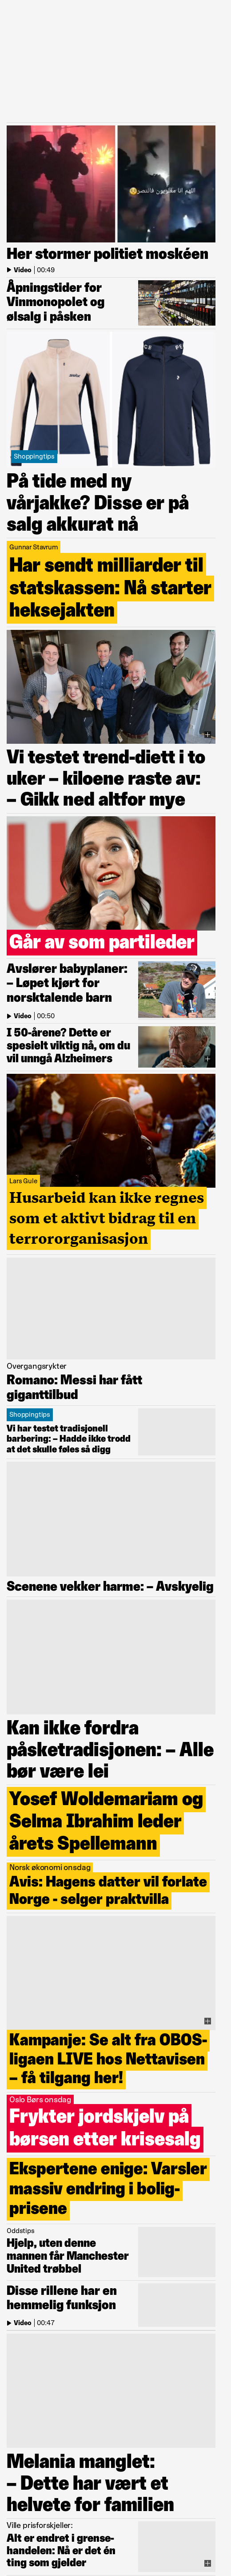 اللهم انا مغلوبون فانتصر
Her stormer politiet moskéen
Video | 00:49
Åpningstider for
Vinmonopolet og
ølsalg i påsken
Shoppingtips
På tide med ny
vårjakke? Disse er på
salg akkurat nå
Gunnar Stavrum
Har sendt milliarder til
statskassen: Nå starter
heksejakten
Vi testet trend-diett i to
uker – kiloene raste av:
– Gikk ned altfor mye
Går av som partileder
Avslører babyplaner:
– Løpet kjørt for
norsktalende barn
Video | 00:50
I 50-årene? Dette er
spesielt viktig nå, om du
vil unngå Alzheimers
Lars Gule
Husarbeid kan ikke regnes
som et aktivt bidrag til en
terrororganisasjon
Overgangsrykter
Romano: Messi har fått
giganttilbud
Shoppingtips
Vi har testet tradisjonell
barbering: – Hadde ikke trodd
at det skulle føles så digg
Scenene vekker harme: – Avskyelig
Kan ikke fordra
påsketradisjonen: – Alle
bør være lei
Yosef Woldemariam og
Selma Ibrahim leder
årets Spellemann
Norsk økonomi onsdag
Avis: Hagens datter vil forlate
Norge - selger praktvilla
Kampanje: Se alt fra OBOS-
ligaen LIVE hos Nettavisen
– få tilgang her!
Oslo Børs onsdag
Frykter jordskjelv på
børsen etter krisesalg
Ekspertene enige: Varsler
massiv endring i bolig-
prisene
Oddstips
Hjelp, uten denne
mannen får Manchester
United trøbbel
Disse rillene har en
hemmelig funksjon
Video | 00:47
Melania manglet:
– Dette har vært et
helvete for familien
Ville prisforskjeller:
Alt er endret i grense-
handelen: Nå er det én
ting som gjelder